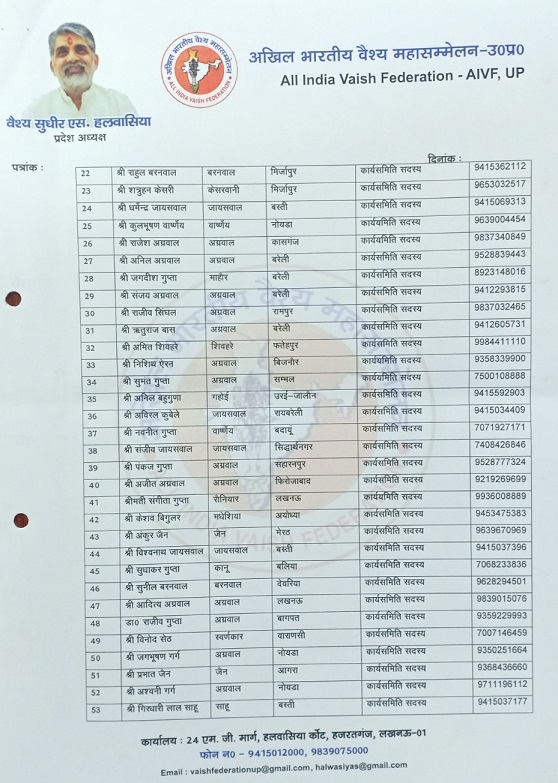 अखिल भारतीय वैश्य महासम्मेलन-उ0प्र0
All India Vaish Federation - AIVF, UP
अखिल भारतीय वैश्य महासम्मेलन
ALL INDIA VAISH FEDERATION
वैश्य सुधीर एस. हलवासिया
प्रदेश अध्यक्ष
पत्रांक : दिनांक :
22 श्री राहुल बरनवाल बरनवाल मिर्जापुर कार्यसमिति सदस्य 9415362112
23 श्री शत्रुहन केसरी केसरवानी मिर्जापुर कार्यसमिति सदस्य 9653032517
24 श्री धर्मेन्द्र जायसवाल जायसवाल बस्ती कार्यसमिति सदस्य 9415069313
25 श्री कुलभूषण वार्ष्णेय वार्ष्णेय नोयडा कार्यसमिति सदस्य 9639004454
26 श्री राजेश अग्रवाल अग्रवाल कासगंज कार्यसमिति सदस्य 9837340849
27 श्री अनिल अग्रवाल अग्रवाल बरेली कार्यसमिति सदस्य 9528839443
28 श्री जगदीश गुप्ता माहोर बरेली कार्यसमिति सदस्य 8923148016
29 श्री संजय अग्रवाल अग्रवाल बरेली कार्यसमिति सदस्य 9412293815
30 श्री राजीव सिंघल अग्रवाल रामपुर कार्यसमिति सदस्य 9837032465
31 श्री ऋतुराज बास अग्रवाल बरेली कार्यसमिति सदस्य 9412605731
32 श्री अमित शिवहरे शिवहरे फतेहपुर कार्यसमिति सदस्य 9984411110
33 श्री निशिथ ऐरन अग्रवाल बिजनोर कार्यसमिति सदस्य 9358339900
34 श्री सुमंत गुप्ता अग्रवाल सम्भल कार्यसमिति सदस्य 7500108888
35 श्री अनिल बहुगुणा गहोई उरई-जालोन कार्यसमिति सदस्य 9415592903
36 श्री अविरल कुबेले जायसवाल रायबरेली कार्यसमिति सदस्य 9415034409
37 श्री नवनीत गुप्ता वार्ष्णेय बदायूं कार्यसमिति सदस्य 7071927171
38 श्री संजीव जायसवाल जायसवाल सिद्धार्थनगर कार्यसमिति सदस्य 7408426846
39 श्री पंकज गुप्ता अग्रवाल सहारनपुर कार्यसमिति सदस्य 9528777324
40 श्री अजीत अग्रवाल अग्रवाल फिरोजाबाद कार्यसमिति सदस्य 9219269699
41 श्रीमती संगीता गुप्ता रौनियार लखनऊ कार्यसमिति सदस्य 9936008889
42 श्री केशव बिगुलर मधेशिया अयोध्या कार्यसमिति सदस्य 9453475383
43 श्री अंकुर जैन जैन मेरठ कार्यसमिति सदस्य 9639670969
44 श्री विश्वनाथ जायसवाल जायसवाल बस्ती कार्यसमिति सदस्य 9415037396
45 श्री सुधाकर गुप्ता कानू बलिया कार्यसमिति सदस्य 7068233836
46 श्री सुनील बरनवाल बरनवाल देवरिया कार्यसमिति सदस्य 9628294501
47 श्री आदित्य अग्रवाल अग्रवाल लखनऊ कार्यसमिति सदस्य 9839015076
48 डा0 राजीव गुप्ता अग्रवाल बागपत कार्यसमिति सदस्य 9359229993
49 श्री विनोद सेठ स्वर्णकार वाराणसी कार्यसमिति सदस्य 7007146459
50 श्री जगभूषण गर्ग अग्रवाल नोयडा कार्यसमिति सदस्य 9350251664
51 श्री प्रभात जैन जैन आगरा कार्यसमिति सदस्य 9368436660
52 श्री अश्वनी गर्ग अग्रवाल नोयडा कार्यसमिति सदस्य 9711196112
53 श्री गिरधारी लाल साहू साहू बस्ती कार्यसमिति सदस्य 9415037177
कार्यालय : 24 एम. जी. मार्ग, हलवासिया कोंट, हजरतगंज, लखनऊ-01
फोन न0 - 9415012000, 9839075000
Email : vaishfederationup@gmail.com, halwasiyas@gmail.com